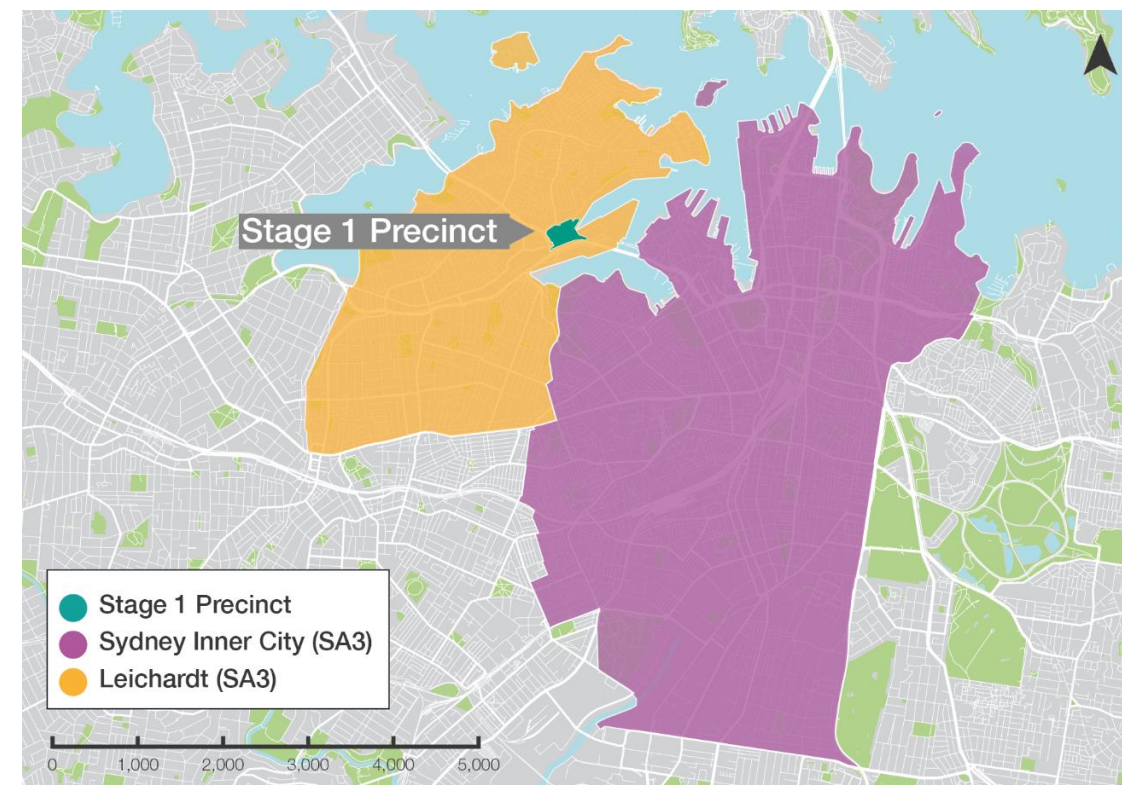 Stage 1 Precinct
Stage 1 Precinct
Sydney Inner City (SA3)
Leichardt (SA3)
0 1,000 2,000 3,000 4,000 5,000